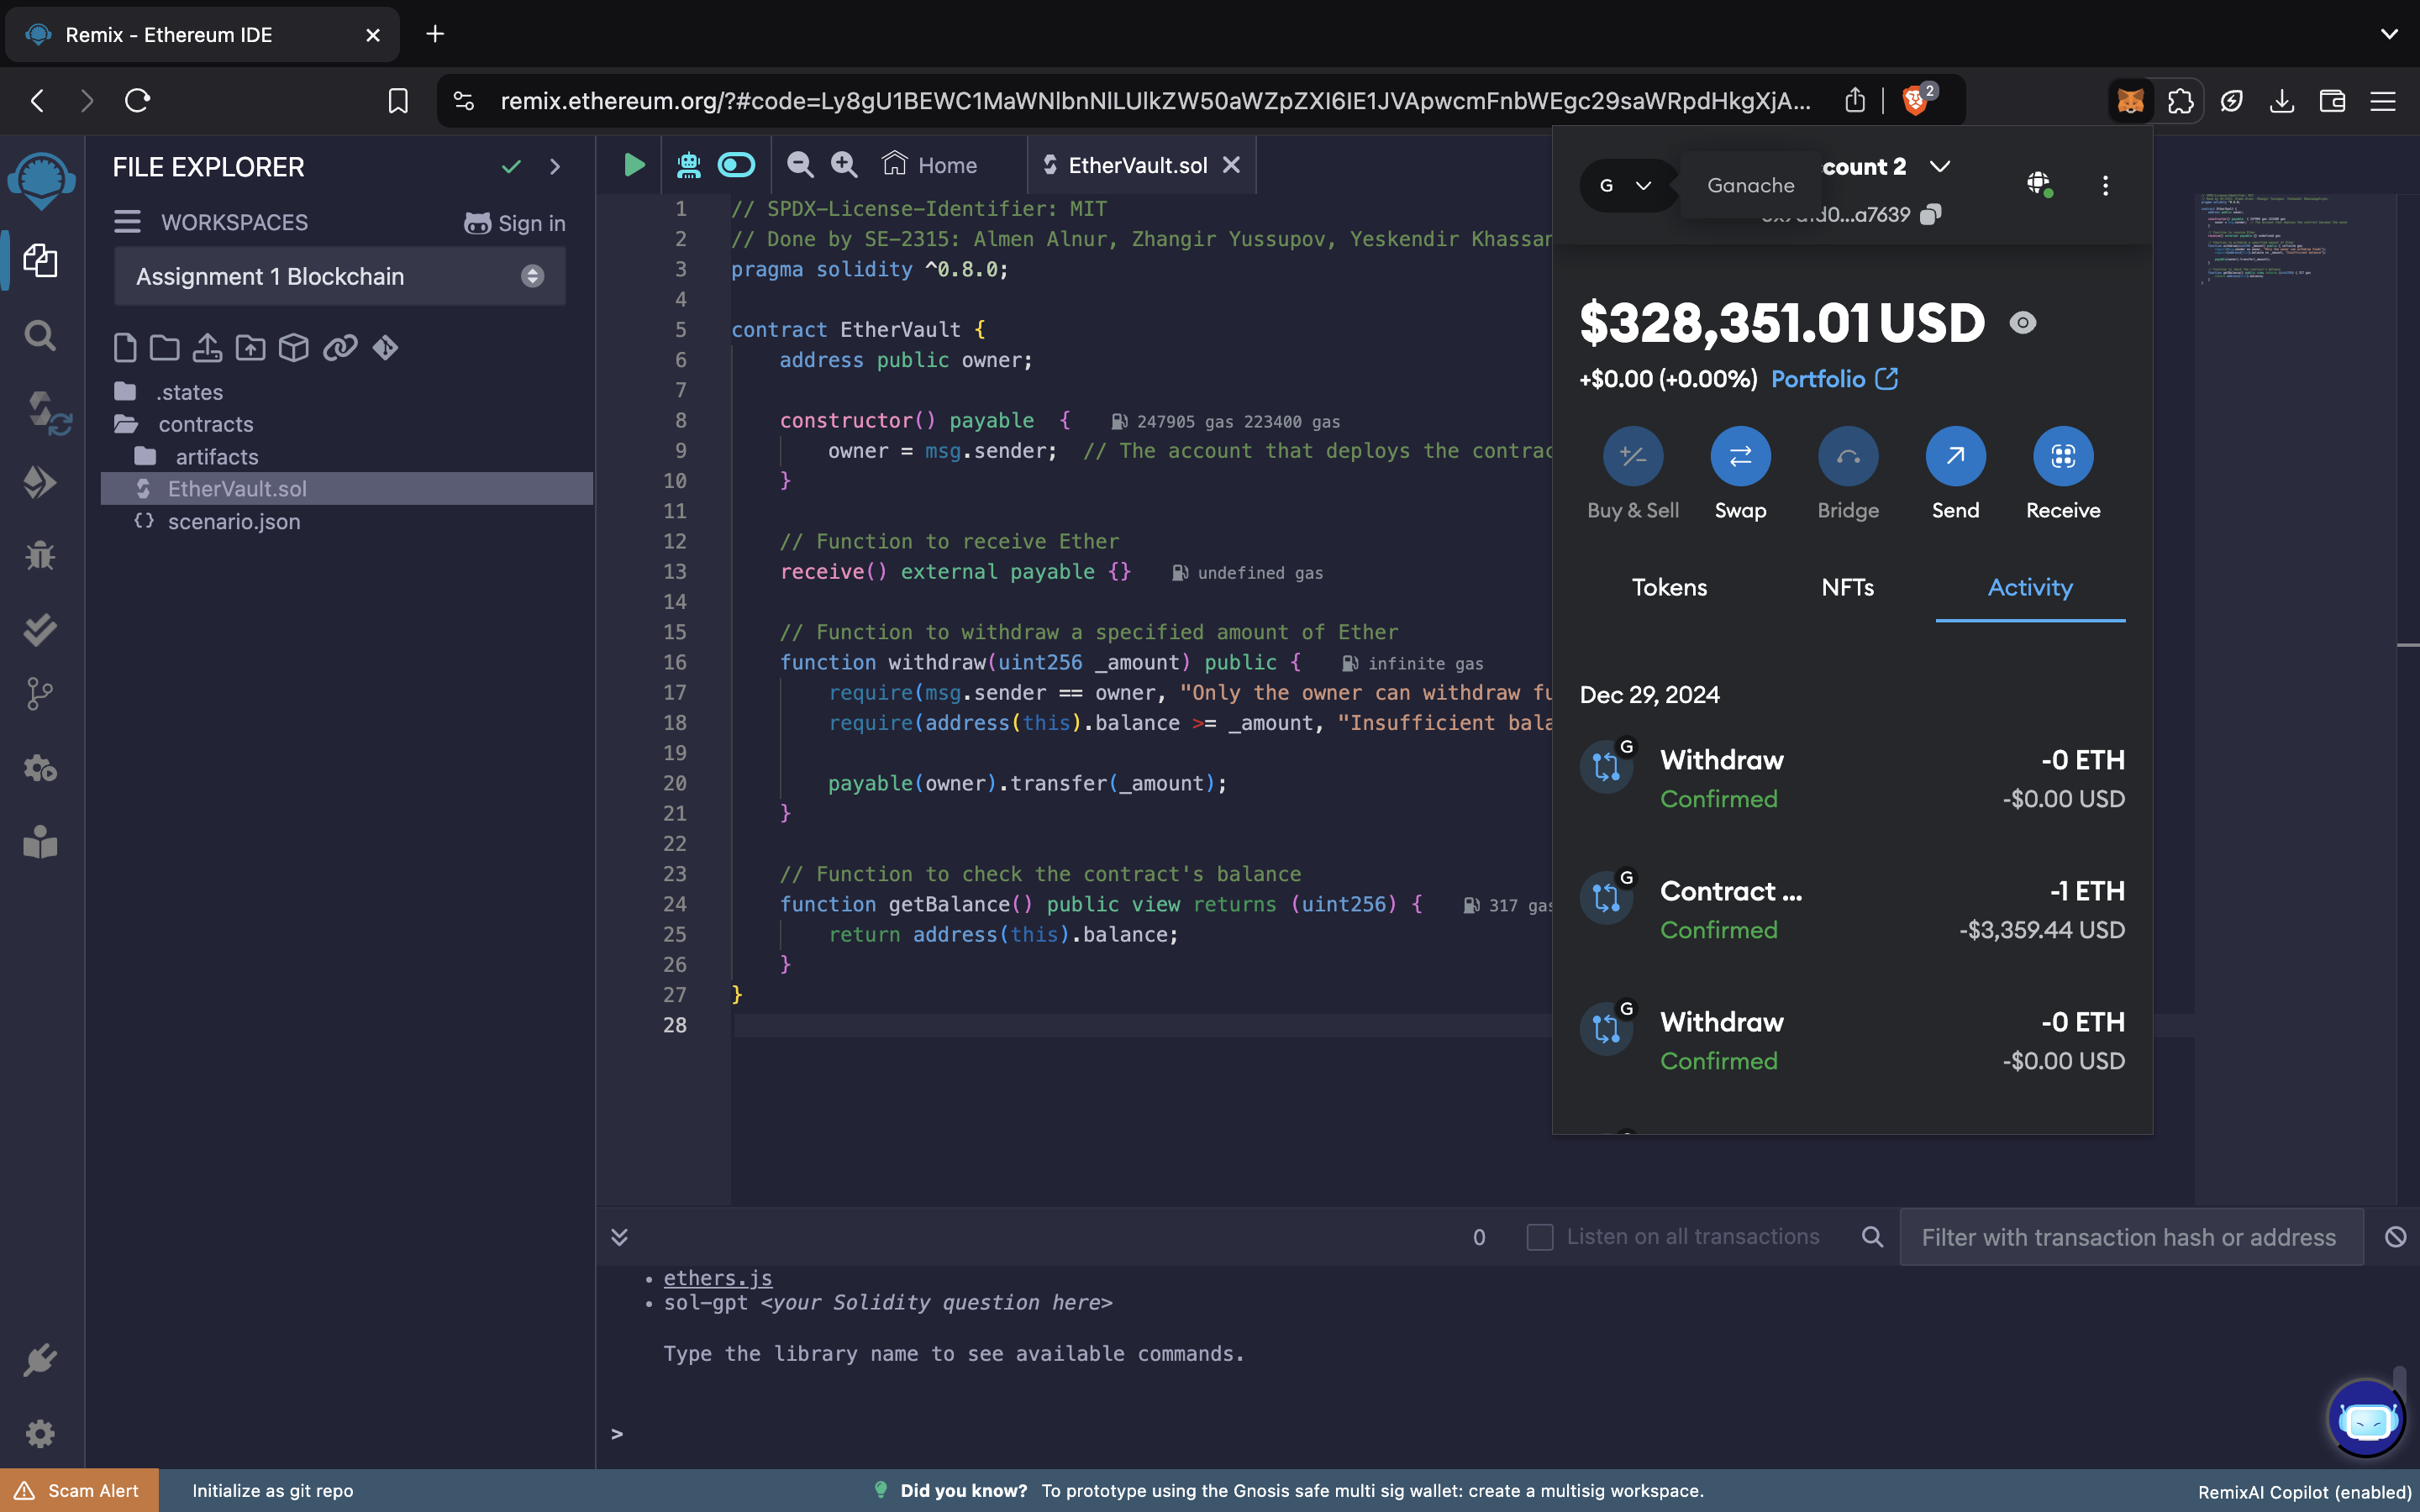 Remix - Ethereum IDE
remix.ethereum.org/?#code=Ly8gU1BEWC1MaWNlbnNlLUlkZW50aWZpZXI6IE1JVApwcmFnbWEgc29saWRpdHkgXjA...
2
FILE EXPLORER
WORKSPACES
Sign in
Assignment 1 Blockchain
.states
contracts
artifacts
EtherVault.sol
scenario.json
Home
EtherVault.sol
1 // SPDX-License-Identifier: MIT
2 // Done by SE-2315: Almen Alnur, Zhangir Yussupov, Yeskendir
3 pragma solidity ^0.8.0;
4
5 contract EtherVault {
6 address public owner;
7
8 constructor() payable { 247905 gas 223400 gas
9 owner = msg.sender; // The account that deploys the
10 }
11
12 // Function to receive Ether
13 receive() external payable {} undefined gas
14
15 // Function to withdraw a specified amount of Ether
16 function withdraw(uint256 _amount) public { infinite gas
17 require(msg.sender == owner, "Only the owner can withdraw
18 require(address(this).balance >= _amount, "Insufficient
19
20 payable(owner).transfer(_amount);
21 }
22
23 // Function to check the contract's balance
24 function getBalance() public view returns (uint256) { 317 gas
25 return address(this).balance;
26 }
27 }
28
G
Ganache
count 2
$328,351.01 USD
+$0.00 (+0.00%) Portfolio
Buy & Sell
Swap
Bridge
Send
Receive
Tokens
NFTs
Activity
Dec 29, 2024
G
Withdraw
-0 ETH
Confirmed
-$0.00 USD
G
Contract ...
-1 ETH
Confirmed
-$3,359.44 USD
G
Withdraw
-0 ETH
Confirmed
-$0.00 USD
0
Listen on all transactions
Filter with transaction hash or address
• ethers.js
• sol-gpt <your Solidity question here>
Type the library name to see available commands.
>
Scam Alert
Initialize as git repo
Did you know? To prototype using the Gnosis safe multi sig wallet: create a multisig workspace.
RemixAI Copilot (enabled)